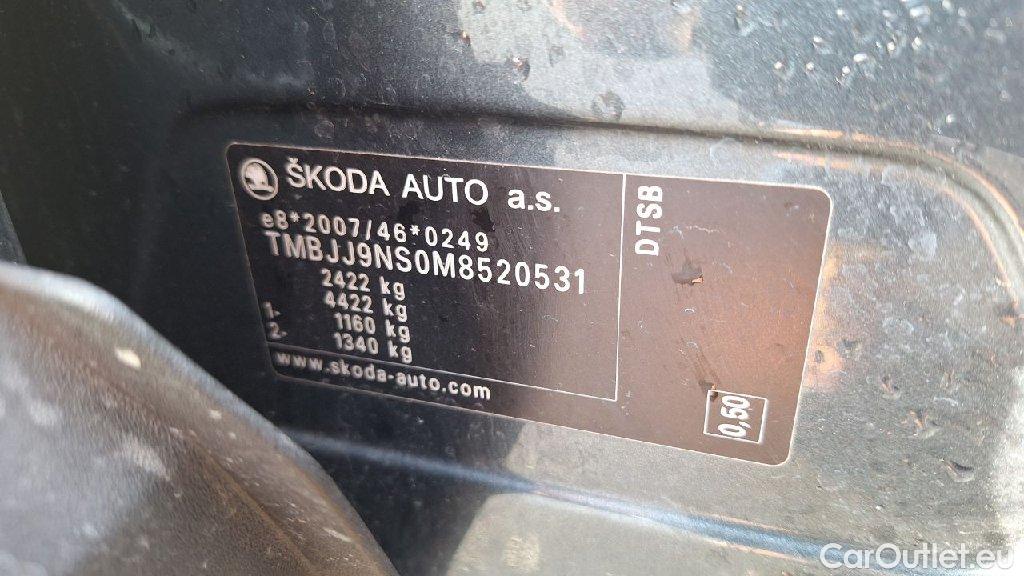 ŠKODA AUTO a.s.
e8*2007/46*0249
TMBJJ9NS0M8520531
2422 kg
4422 kg
1- 1160 kg
2- 1340 kg
www.skoda-auto.com
DTSB
0,50
CarOutlet.eu